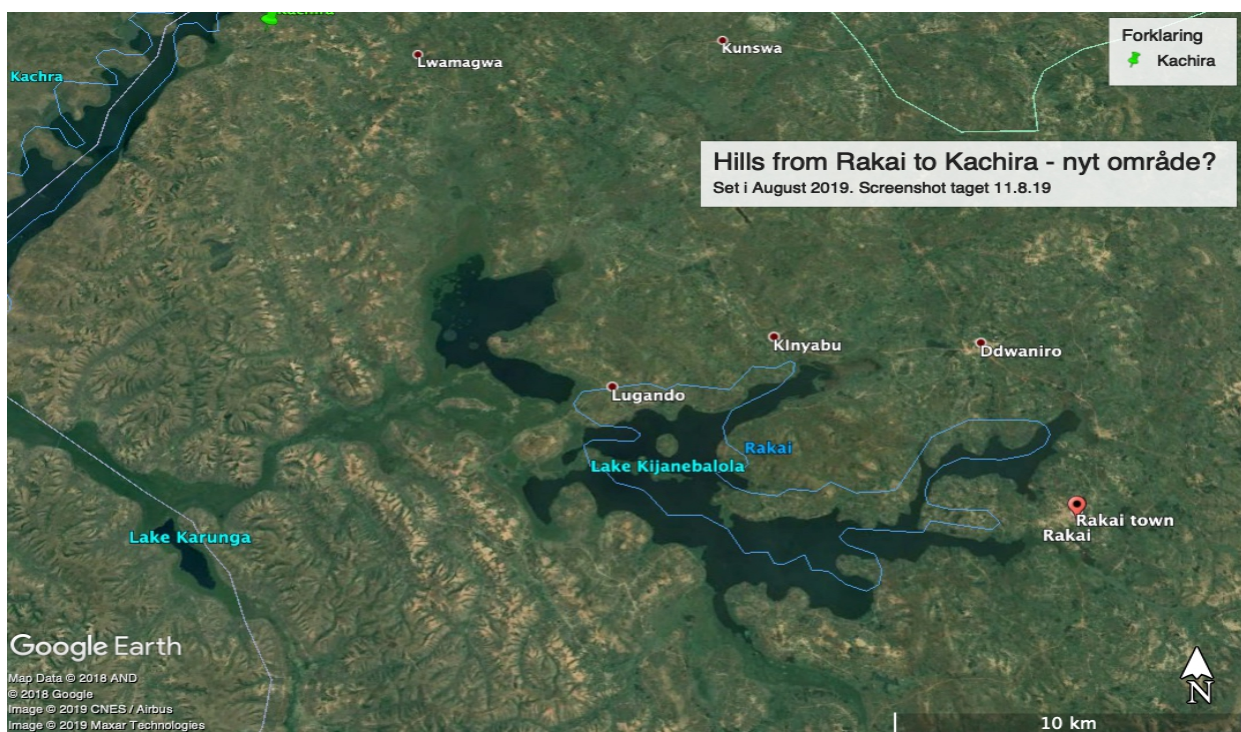 Kachira
Forklaring
Kachira
Kunswa
Lwamagwa
Kachra
Hills from Rakai to Kachira - nyt område?
Set i August 2019. Screenshot taget 11.8.19
KInyabu
Ddwaniro
Lugando
Rakai
Lake Kijanebalola
Rakai town
Rakai
Lake Karunga
Google Earth
Map Data © 2018 AND
© 2018 Google
Image © 2019 CNES / Airbus
Image © 2019 Maxar Technologies
N
10 km